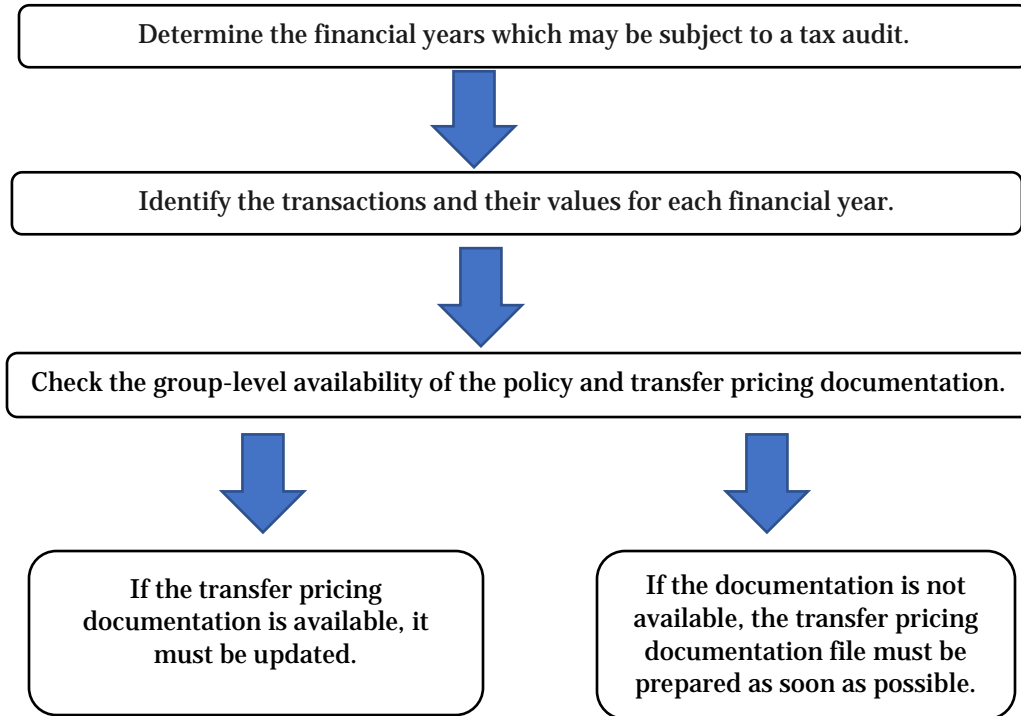 Determine the financial years which may be subject to a tax audit.
Identify the transactions and their values for each financial year.
Check the group-level availability of the policy and transfer pricing documentation.
If the transfer pricing
documentation is available, it
must be updated.
If the documentation is not
available, the transfer pricing
documentation file must be
prepared as soon as possible.